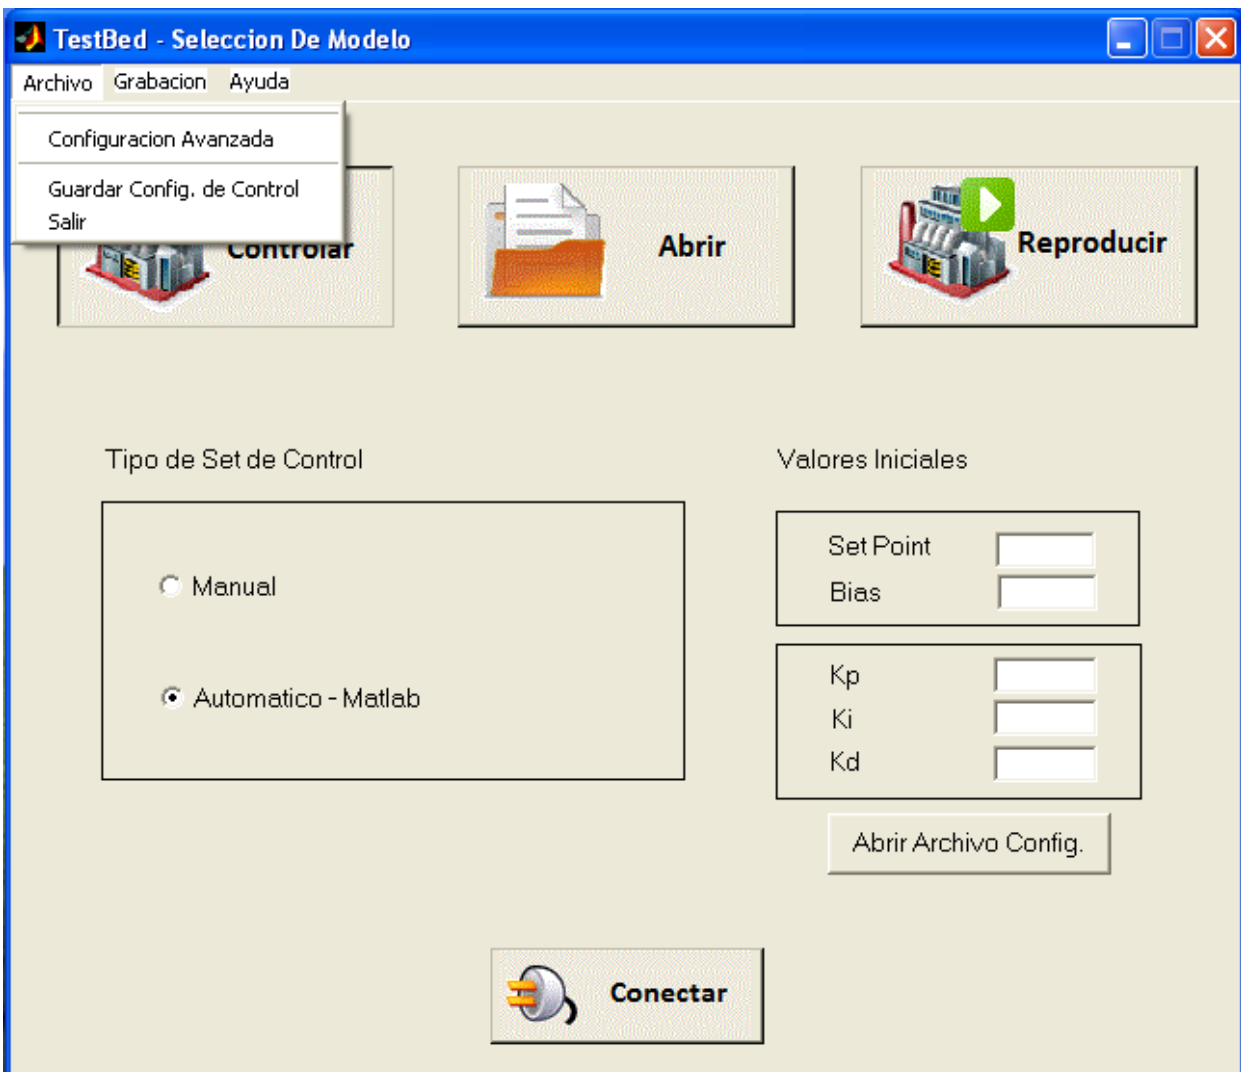 TestBed - Seleccion De Modelo
Archivo Grabacion Ayuda
Configuracion Avanzada
Guardar Config. de Control
Salir
Controlar Abrir Reproducir
Tipo de Set de Control Valores Iniciales
Manual
Automatico - Matlab
Set Point
Bias
Kp
Ki
Kd
Abrir Archivo Config.
Conectar